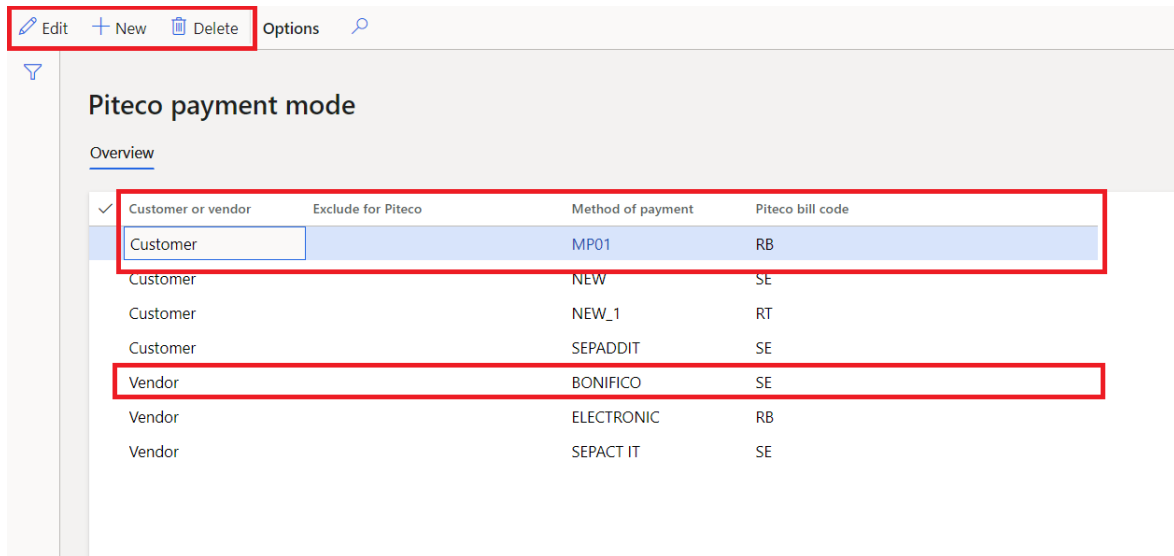 Edit New Delete Options
Piteco payment mode
Overview
Customer or vendor Exclude for Piteco Method of payment Piteco bill code
Customer MP01 RB
Customer NEW SE
Customer NEW_1 RT
Customer SEPADDIT SE
Vendor BONIFICO SE
Vendor ELECTRONIC RB
Vendor SEPACT IT SE